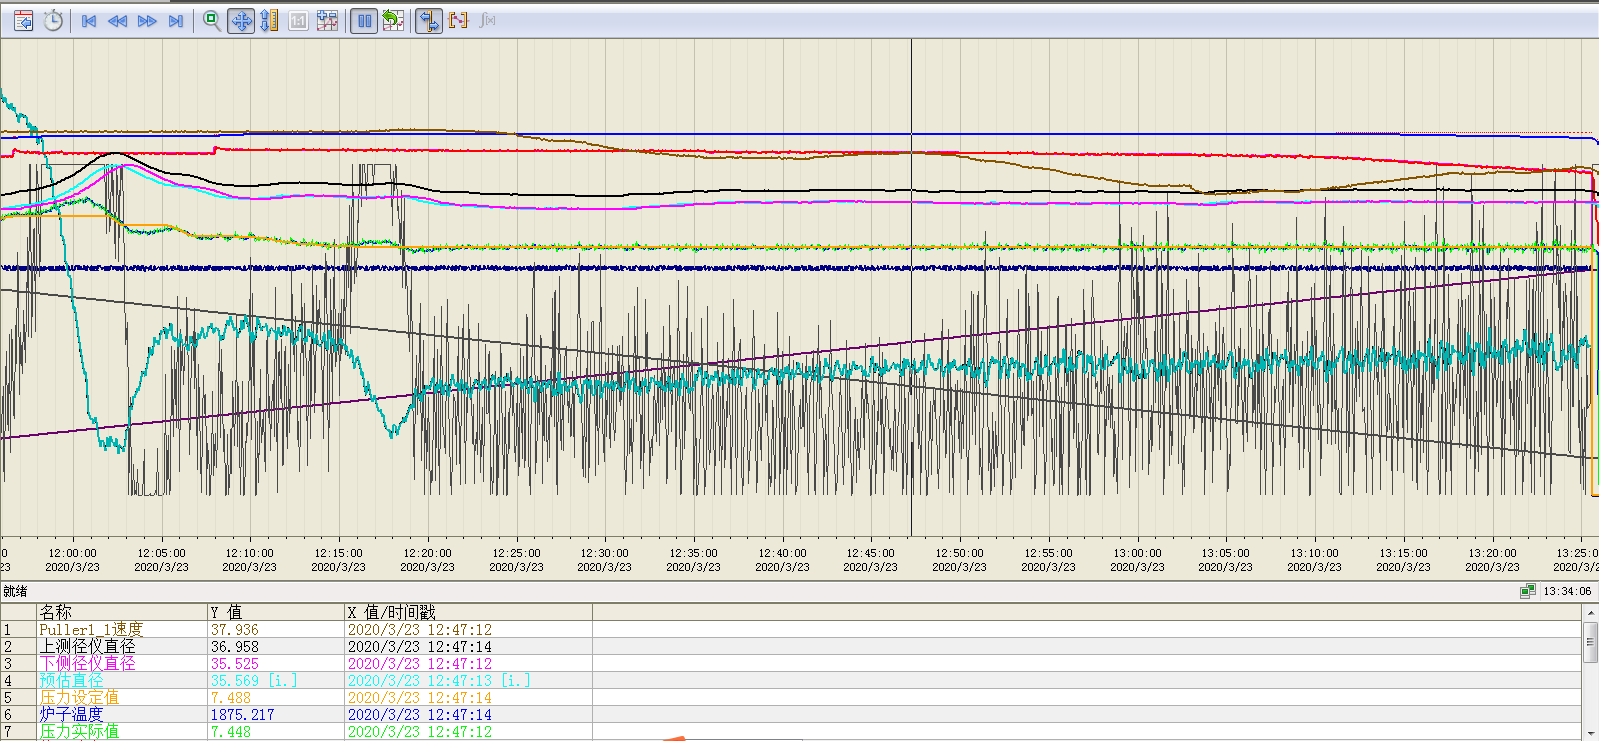 1:1
f(x)
0 12:00:00 12:05:00 12:10:00 12:15:00 12:20:00 12:25:00 12:30:00 12:35:00 12:40:00 12:45:00 12:50:00 12:55:00 13:00:00 13:05:00 13:10:00 13:15:00 13:20:00 13:25:0
23 2020/3/23 2020/3/23 2020/3/23 2020/3/23 2020/3/23 2020/3/23 2020/3/23 2020/3/23 2020/3/23 2020/3/23 2020/3/23 2020/3/23 2020/3/23 2020/3/23 2020/3/23 2020/3/23 2020/3/23 2020/3/2
就绪 13:34:06
名称 Y 值 X 值/时间戳
1 Puller1_1速度 37.936 2020/3/23 12:47:12
2 上测径仪直径 36.958 2020/3/23 12:47:14
3 下侧径仪直径 35.525 2020/3/23 12:47:12
4 预估直径 35.569 [i.] 2020/3/23 12:47:13 [i.]
5 压力设定值 7.488 2020/3/23 12:47:14
6 炉子温度 1875.217 2020/3/23 12:47:14
7 压力实际值 7.448 2020/3/23 12:47:12